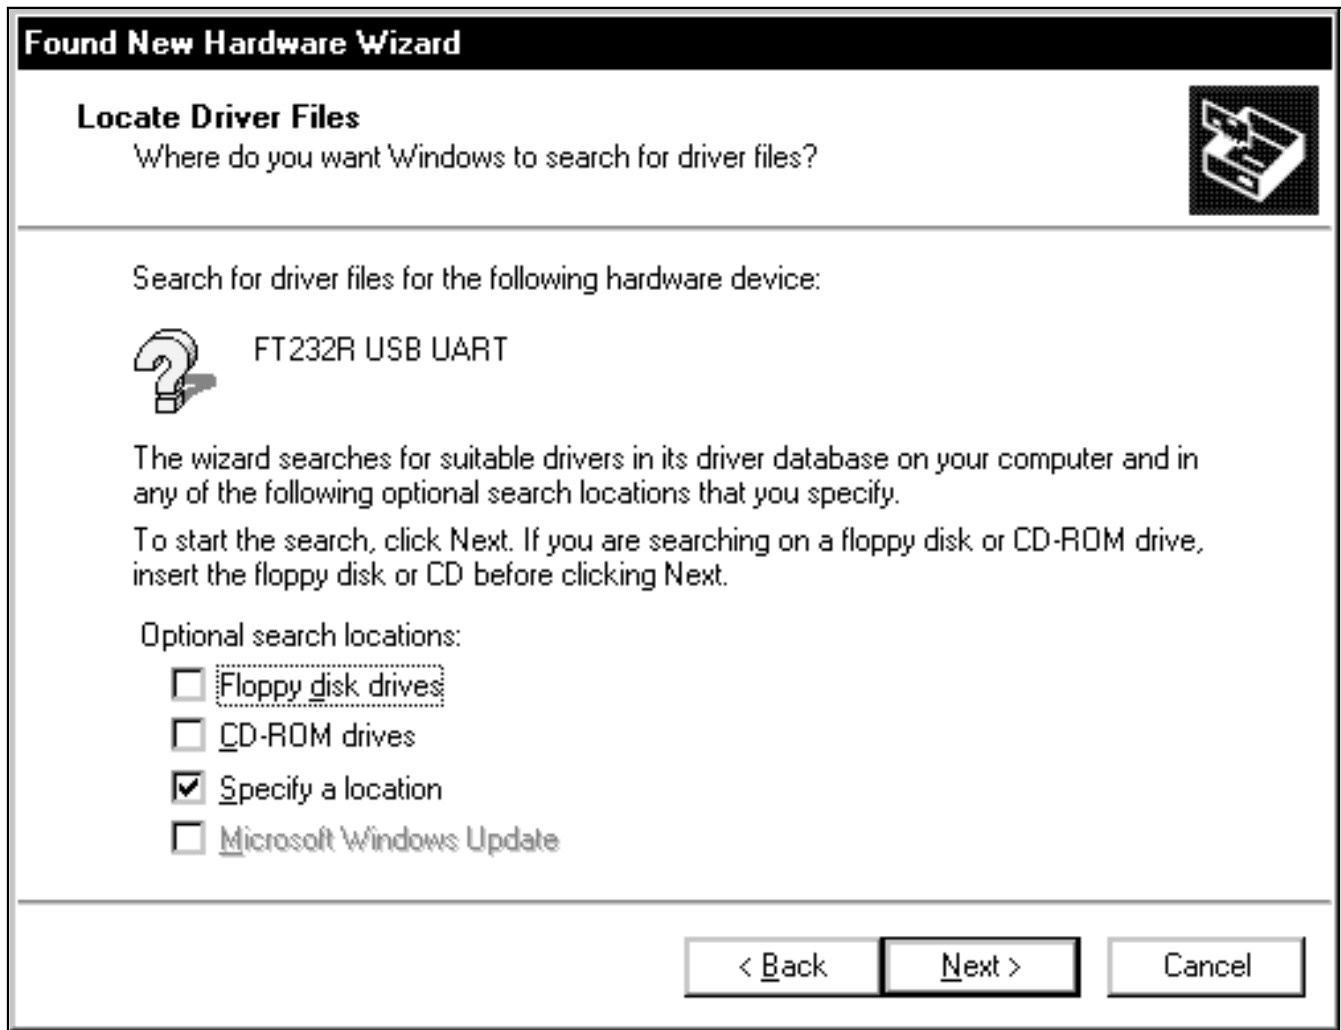 Found New Hardware Wizard
Locate Driver Files
Where do you want Windows to search for driver files?
Search for driver files for the following hardware device:
FT232R USB UART
The wizard searches for suitable drivers in its driver database on your computer and in
any of the following optional search locations that you specify.
To start the search, click Next. If you are searching on a floppy disk or CD-ROM drive,
insert the floppy disk or CD before clicking Next.
Optional search locations:
Floppy disk drives
CD-ROM drives
Specify a location
Microsoft Windows Update
< Back
Next >
Cancel